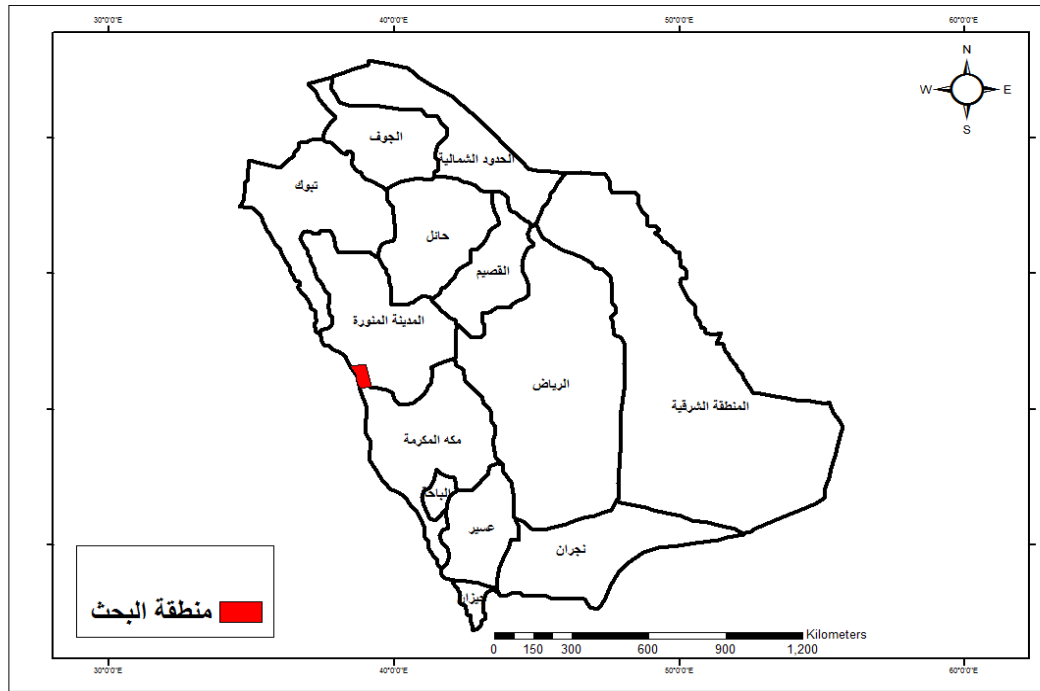 30°0'0"E 40°0'0"E 50°0'0"E 60°0'0"E
N
W E
S
الجوف
الحدود الشمالية
تبوك
حائل
القصيم
المدينة المنورة
الرياض
المنطقة الشرقية
مكه المكرمة
الباحة
عسير
نجران
جيزان
منطقة البحث
Kilometers
0 150 300 600 900 1,200
30°0'0"E 40°0'0"E 50°0'0"E 60°0'0"E